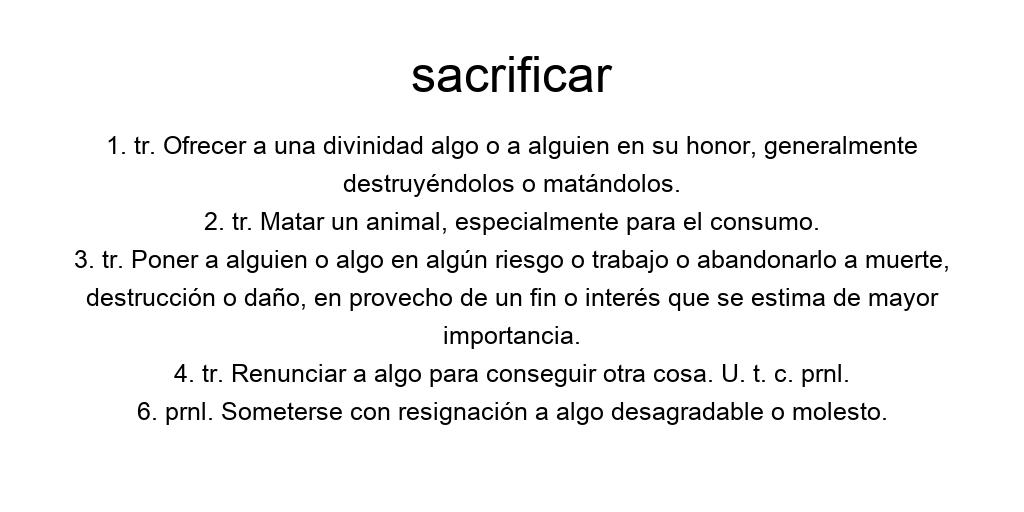 sacrificar
1. tr. Ofrecer a una divinidad algo o a alguien en su honor, generalmente
destruyéndolos o matándolos.
2. tr. Matar un animal, especialmente para el consumo.
3. tr. Poner a alguien o algo en algún riesgo o trabajo o abandonarlo a muerte,
destrucción o daño, en provecho de un fin o interés que se estima de mayor
importancia.
4. tr. Renunciar a algo para conseguir otra cosa. U. t. c. prnl.
6. prnl. Someterse con resignación a algo desagradable o molesto.